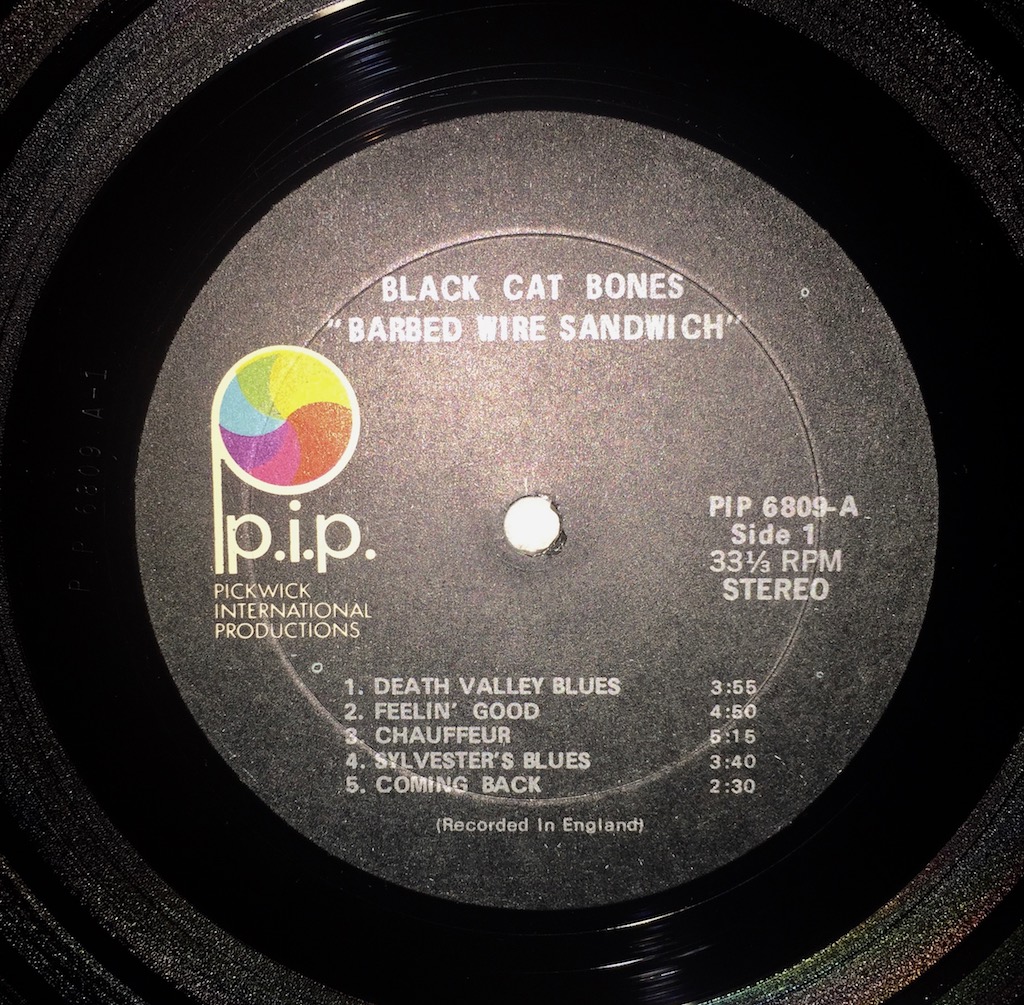 BLACK CAT BONES
"BARBED WIRE SANDWICH"
p.i.p.
PICKWICK
INTERNATIONAL
PRODUCTIONS
PIP 6809-A
Side 1
33⅓ RPM
STEREO
1. DEATH VALLEY BLUES 3:55
2. FEELIN' GOOD 4:50
3. CHAUFFEUR 5:15
4. SYLVESTER'S BLUES 3:40
5. COMING BACK 2:30
(Recorded in England)
6809 A-1